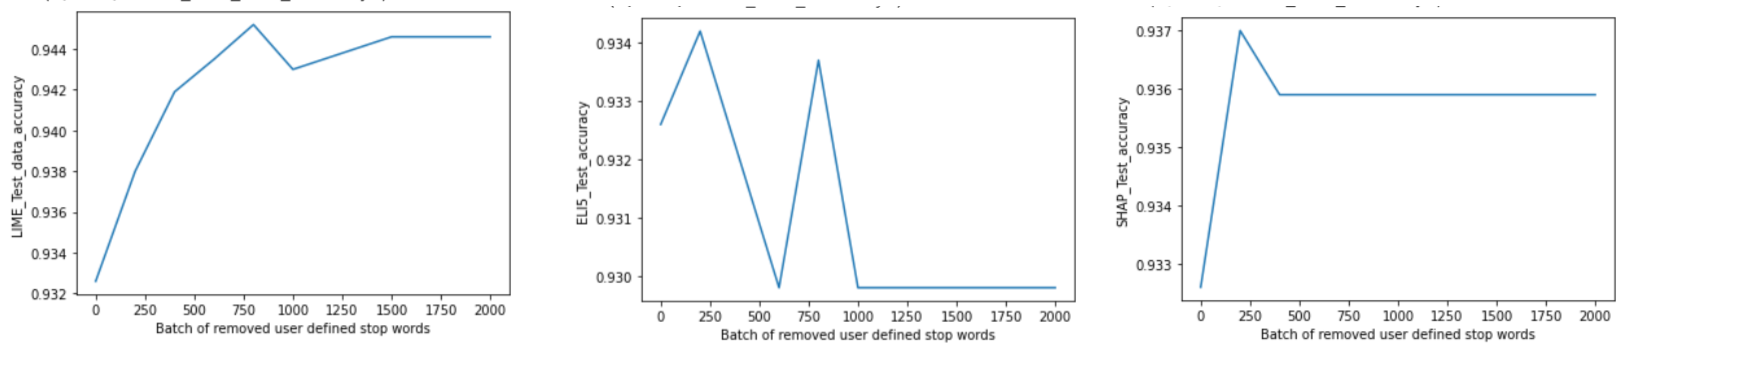 0.944
0.942
0.940
0.938
0.936
0.934
0.932
LIME_Test_data_accuracy
0 250 500 750 1000 1250 1500 1750 2000
Batch of removed user defined stop words
0.934
0.933
0.932
0.931
0.930
ELI5_Test_accuracy
0 250 500 750 1000 1250 1500 1750 2000
Batch of removed user defined stop words
0.937
0.936
0.935
0.934
0.933
SHAP_Test_accuracy
0 250 500 750 1000 1250 1500 1750 2000
Batch of removed user defined stop words